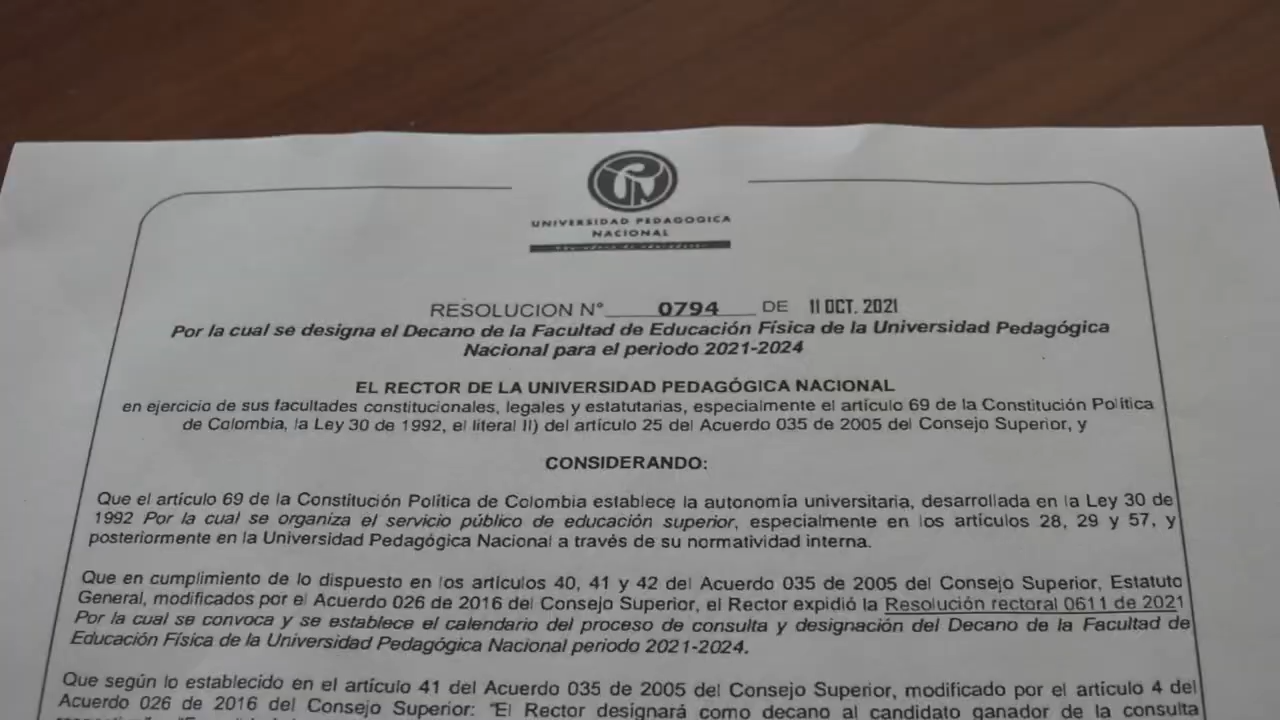 UNIVERSIDAD PEDAGOGICA
NACIONAL
RESOLUCION N° 0794 DE 11 OCT. 2021
Por la cual se designa el Decano de la Facultad de Educación Física de la Universidad Pedagógica
Nacional para el periodo 2021-2024
EL RECTOR DE LA UNIVERSIDAD PEDAGÓGICA NACIONAL
en ejercicio de sus facultades constitucionales, legales y estatutarias, especialmente el artículo 69 de la Constitución Política
de Colombia, la Ley 30 de 1992, el literal II) del artículo 25 del Acuerdo 035 de 2005 del Consejo Superior, y
CONSIDERANDO:
Que el artículo 69 de la Constitución Política de Colombia establece la autonomía universitaria, desarrollada en la Ley 30 de
1992 Por la cual se organiza el servicio público de educación superior, especialmente en los artículos 28, 29 y 57, y
posteriormente en la Universidad Pedagógica Nacional a través de su normatividad interna.
Que en cumplimiento de lo dispuesto en los artículos 40, 41 y 42 del Acuerdo 035 de 2005 del Consejo Superior, Estatuto
General, modificados por el Acuerdo 026 de 2016 del Consejo Superior, el Rector expidió la Resolución rectoral 0611 de 2021
Por la cual se convoca y se establece el calendario del proceso de consulta y designación del Decano de la Facultad de
Educación Física de la Universidad Pedagógica Nacional periodo 2021-2024.
Que según lo establecido en el artículo 41 del Acuerdo 035 de 2005 del Consejo Superior, modificado por el artículo 4 del
Acuerdo 026 de 2016 del Consejo Superior: "El Rector designará como decano al candidato ganador de la consulta